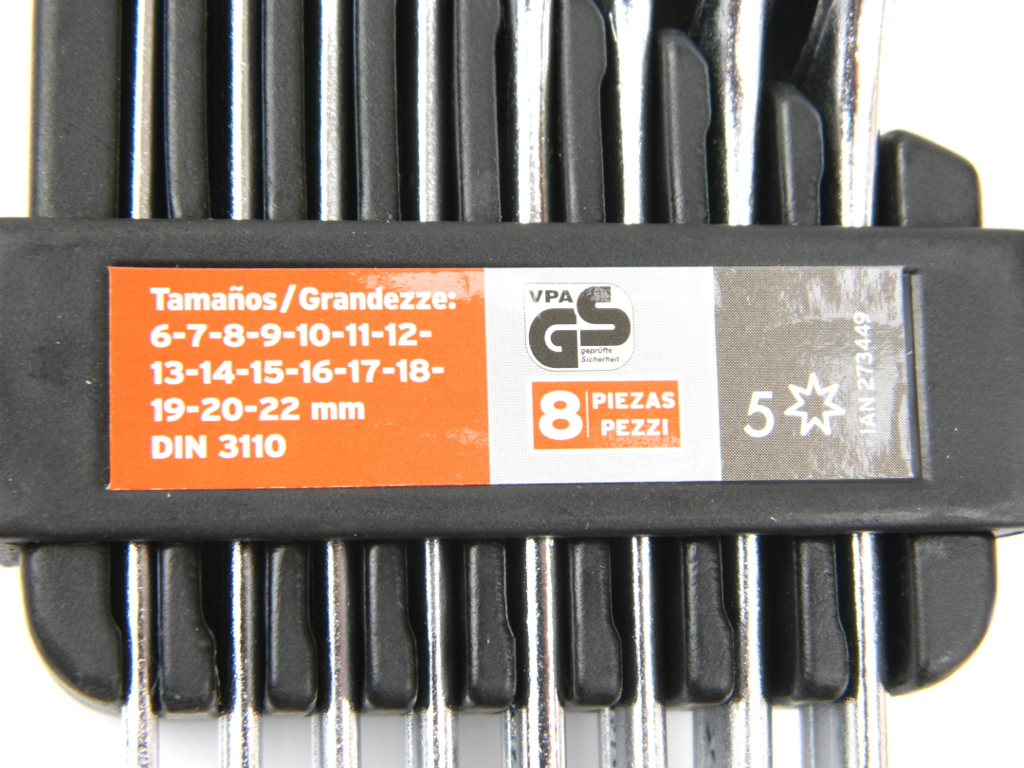 Tamaños/Grandezze:
6-7-8-9-10-11-12-
13-14-15-16-17-18-
19-20-22 mm
DIN 3110
VPA
GS
geprüfte
Sicherheit
8 PIEZAS
PEZZI
5
IAN 273449